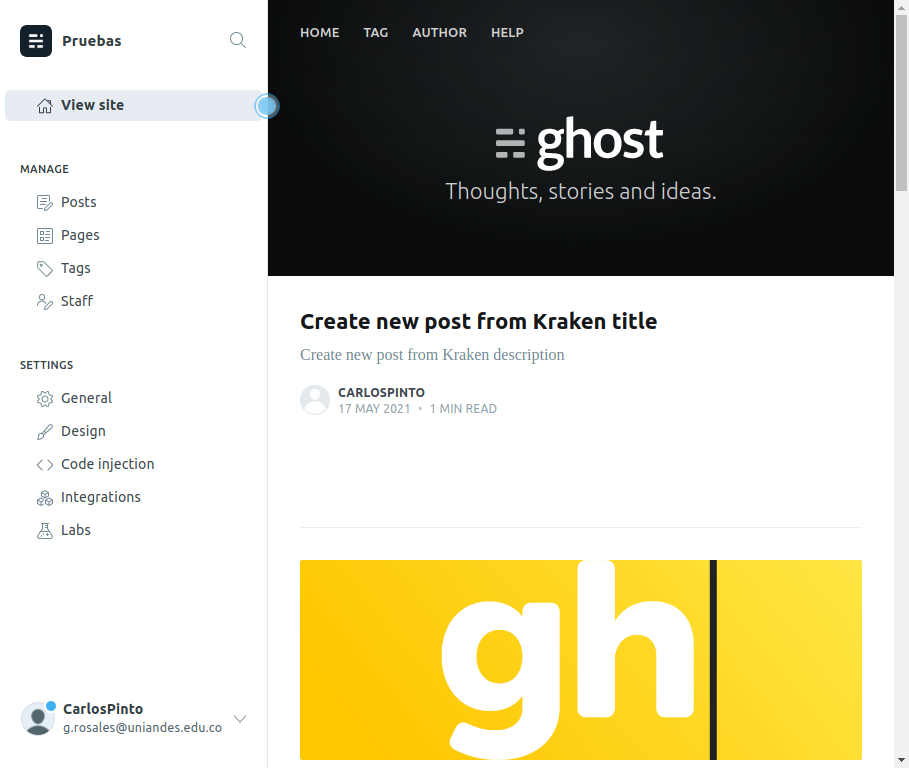 Pruebas
View site
MANAGE
Posts
Pages
Tags
Staff
SETTINGS
General
Design
Code injection
Integrations
Labs
CarlosPinto
g.rosales@uniandes.edu.co
HOME TAG AUTHOR HELP
ghost
Thoughts, stories and ideas.
Create new post from Kraken title
Create new post from Kraken description
CARLOSPINTO
17 MAY 2021 • 1 MIN READ
gh